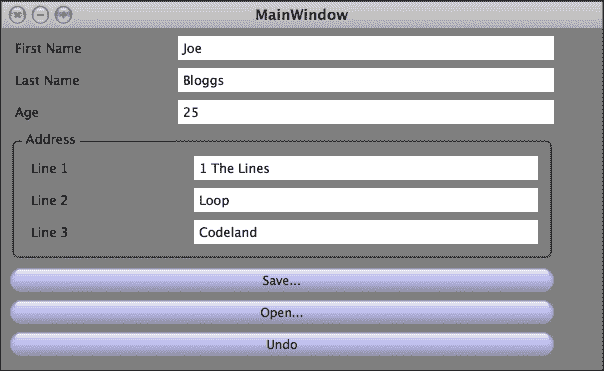 MainWindow
First Name Joe
Last Name Bloggs
Age 25
Address
Line 1 1 The Lines
Line 2 Loop
Line 3 Codeland
Save...
Open...
Undo